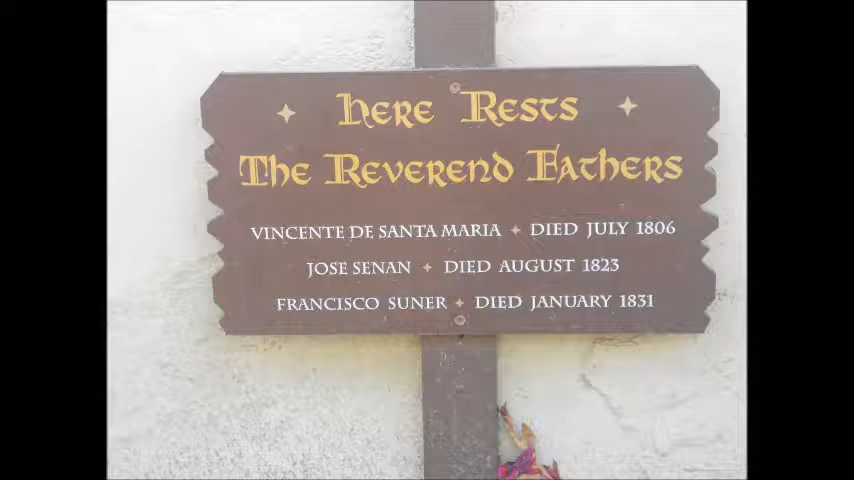 Here Rests
The Reverend Fathers
VINCENTE DE SANTA MARIA ✦ DIED JULY 1806
JOSE SENAN ✦ DIED AUGUST 1823
FRANCISCO SUNER ✦ DIED JANUARY 1831